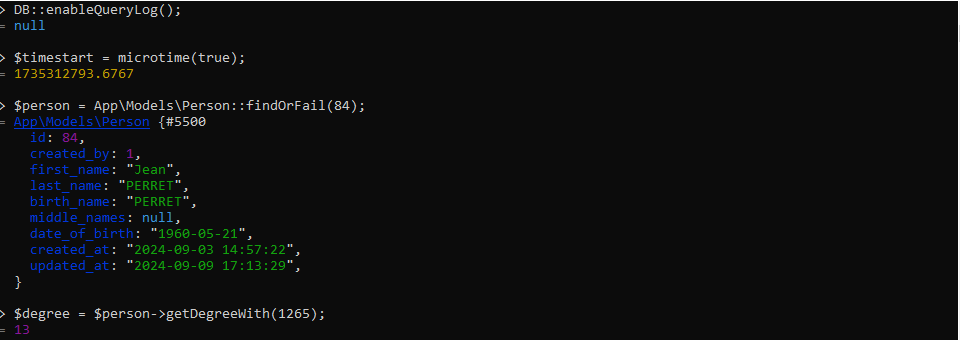 > DB::enableQueryLog();
= null
> $timestart = microtime(true);
= 1735312793.6767
> $person = App\Models\Person::findOrFail(84);
= App\Models\Person {#5500
id: 84,
created_by: 1,
first_name: "Jean",
last_name: "PERRET",
birth_name: "PERRET",
middle_names: null,
date_of_birth: "1960-05-21",
created_at: "2024-09-03 14:57:22",
updated_at: "2024-09-09 17:13:29",
}
> $degree = $person->getDegreeWith(1265);
= 13